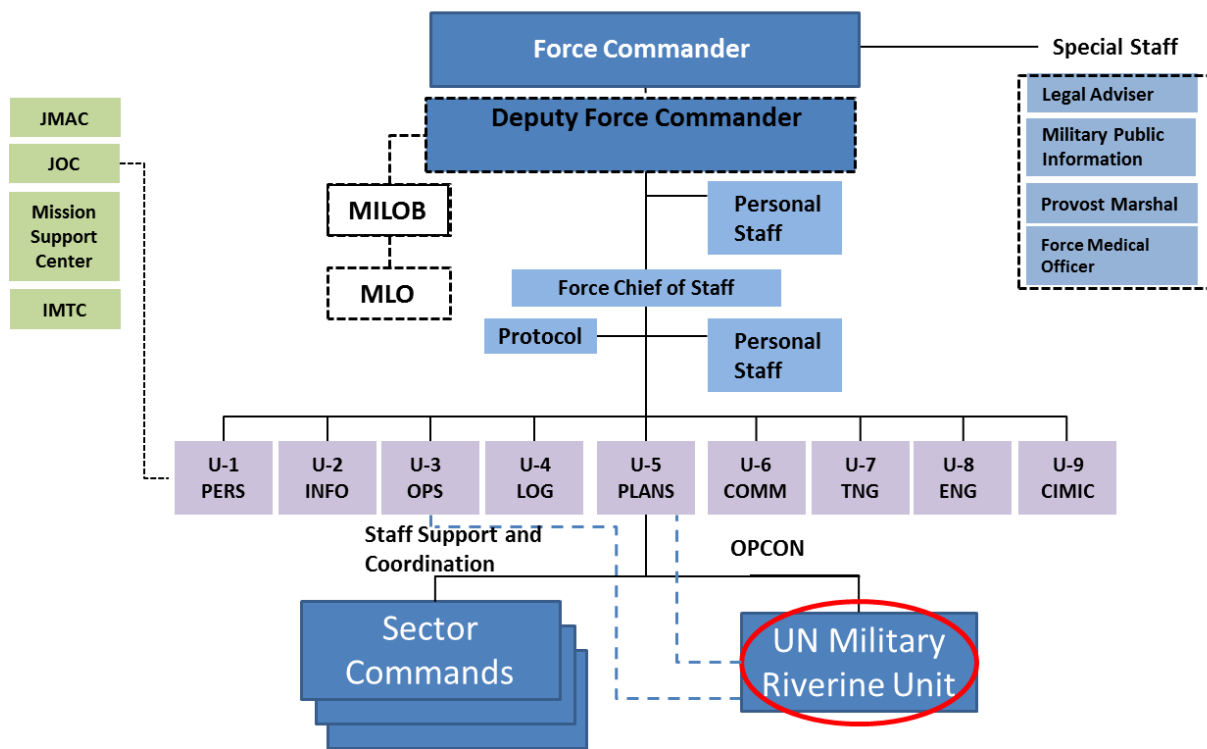 Force Commander
Special Staff
Legal Adviser
Military Public
Information
Provost Marshal
Force Medical
Officer
Deputy Force Commander
JMAC
JOC
Mission
Support
Center
IMTC
MILOB
MLO
Personal
Staff
Force Chief of Staff
Protocol
Personal
Staff
U-1
PERS
U-2
INFO
U-3
OPS
U-4
LOG
U-5
PLANS
U-6
COMM
U-7
TNG
U-8
ENG
U-9
CIMIC
Staff Support and
Coordination
OPCON
Sector
Commands
UN Military
Riverine Unit